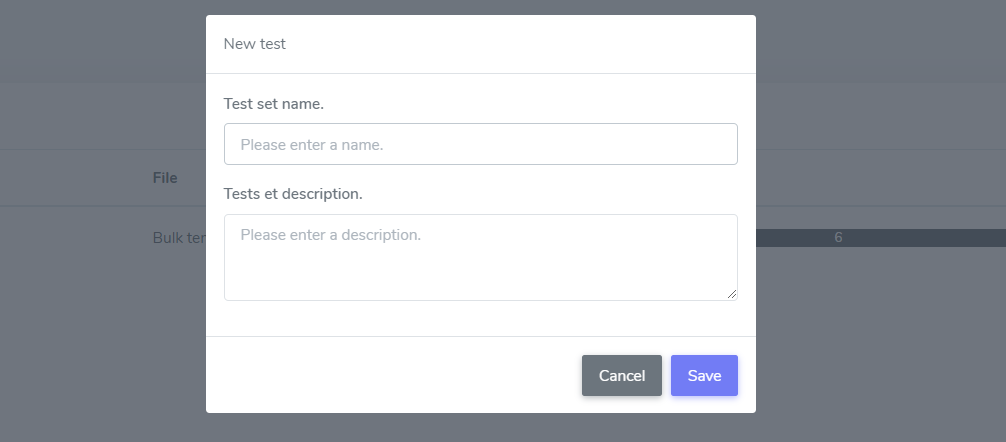 New test
Test set name.
Please enter a name.
File
Tests et description.
Please enter a description.
Bulk
6
Cancel
Save